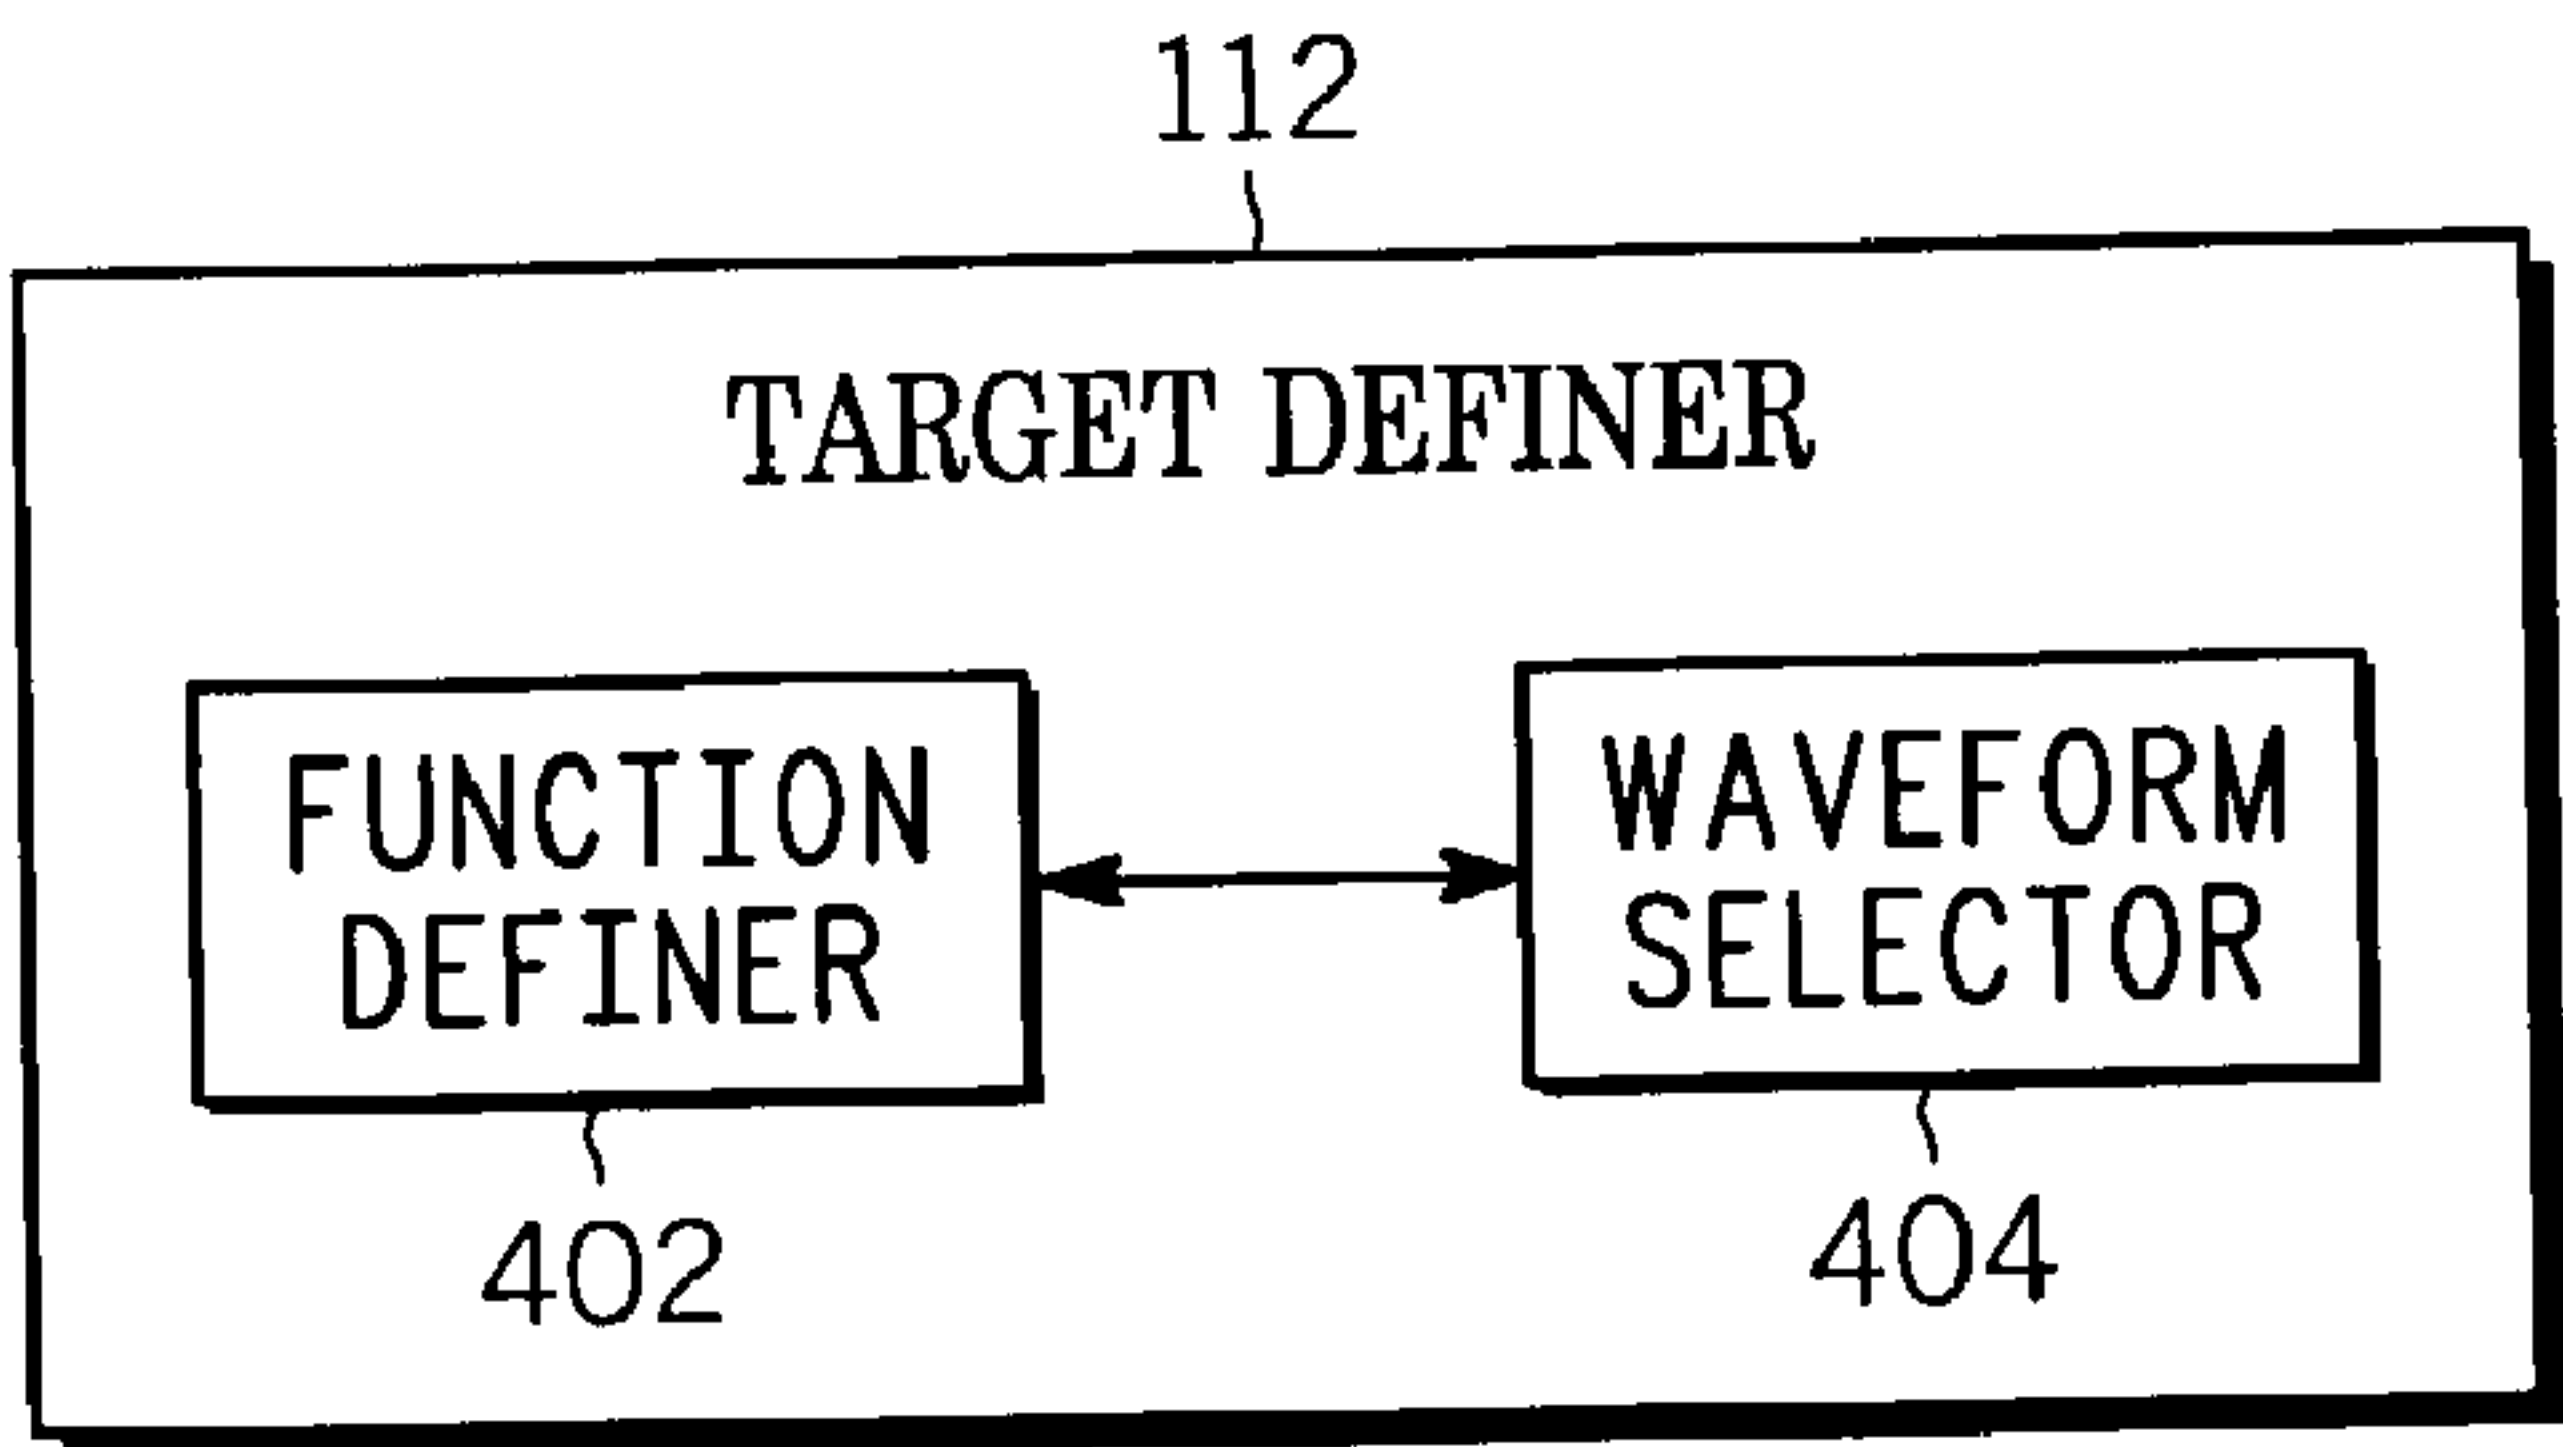 112
TARGET DEFINER
FUNCTION
DEFINER
WAVEFORM
SELECTOR
402
404